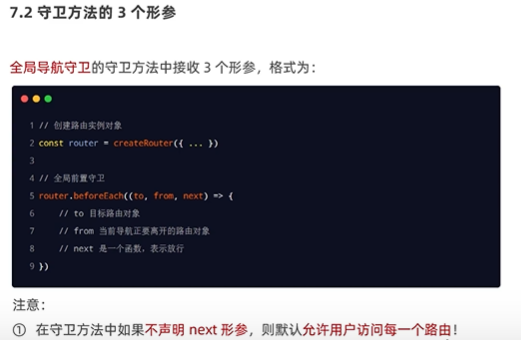 7.2 守卫方法的 3 个形参
全局导航守卫的守卫方法中接收 3 个形参，格式为：
1 // 创建路由实例对象
2 const router = createRouter({ ... })
3
4 // 全局前置守卫
5 router.beforeEach((to, from, next) => {
6 // to 目标路由对象
7 // from 当前导航正要离开的路由对象
8 // next 是一个函数，表示放行
9 })
注意：
① 在守卫方法中如果不声明 next 形参，则默认允许用户访问每一个路由！